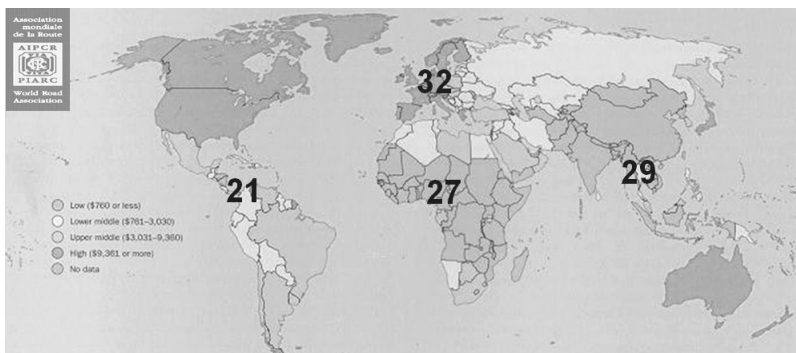 Association
mondiale
de la Route
AIPCR
PIARC
World Road
Association
32
21
27
29
Low ($760 or less)
Lower middle ($761–3,030)
Upper middle ($3,031–9,360)
High ($9,361 or more)
No data